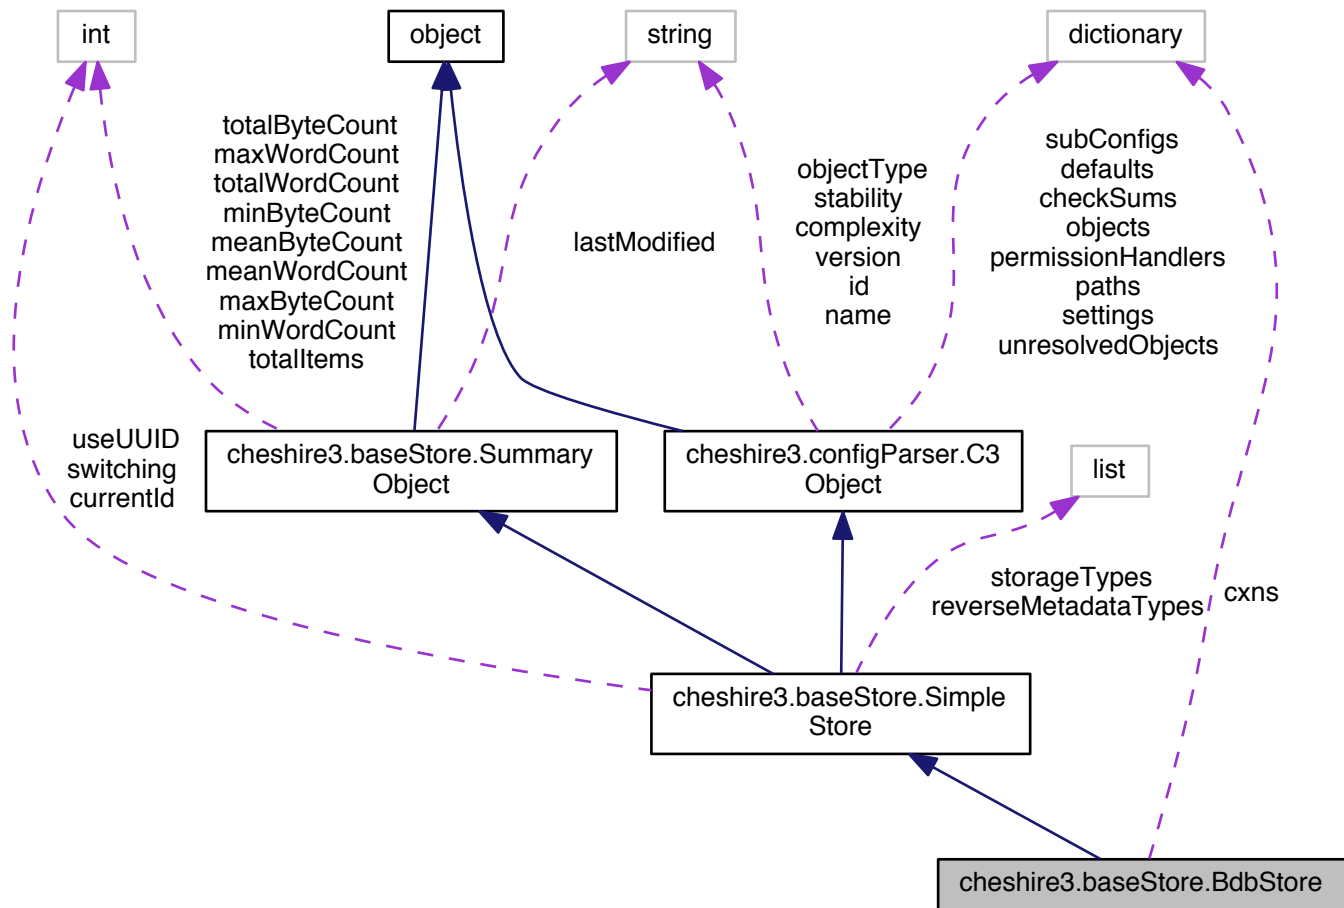 int
object
string
dictionary
totalByteCount
maxWordCount
totalWordCount
minByteCount
meanByteCount
meanWordCount
maxByteCount
minWordCount
totalItems
lastModified
objectType
stability
complexity
version
id
name
subConfigs
defaults
checkSums
objects
permissionHandlers
paths
settings
unresolvedObjects
useUUID
switching
currentId
cheshire3.baseStore.Summary
Object
cheshire3.configParser.C3
Object
list
storageTypes
reverseMetadataTypes
cxns
cheshire3.baseStore.Simple
Store
cheshire3.baseStore.BdbStore